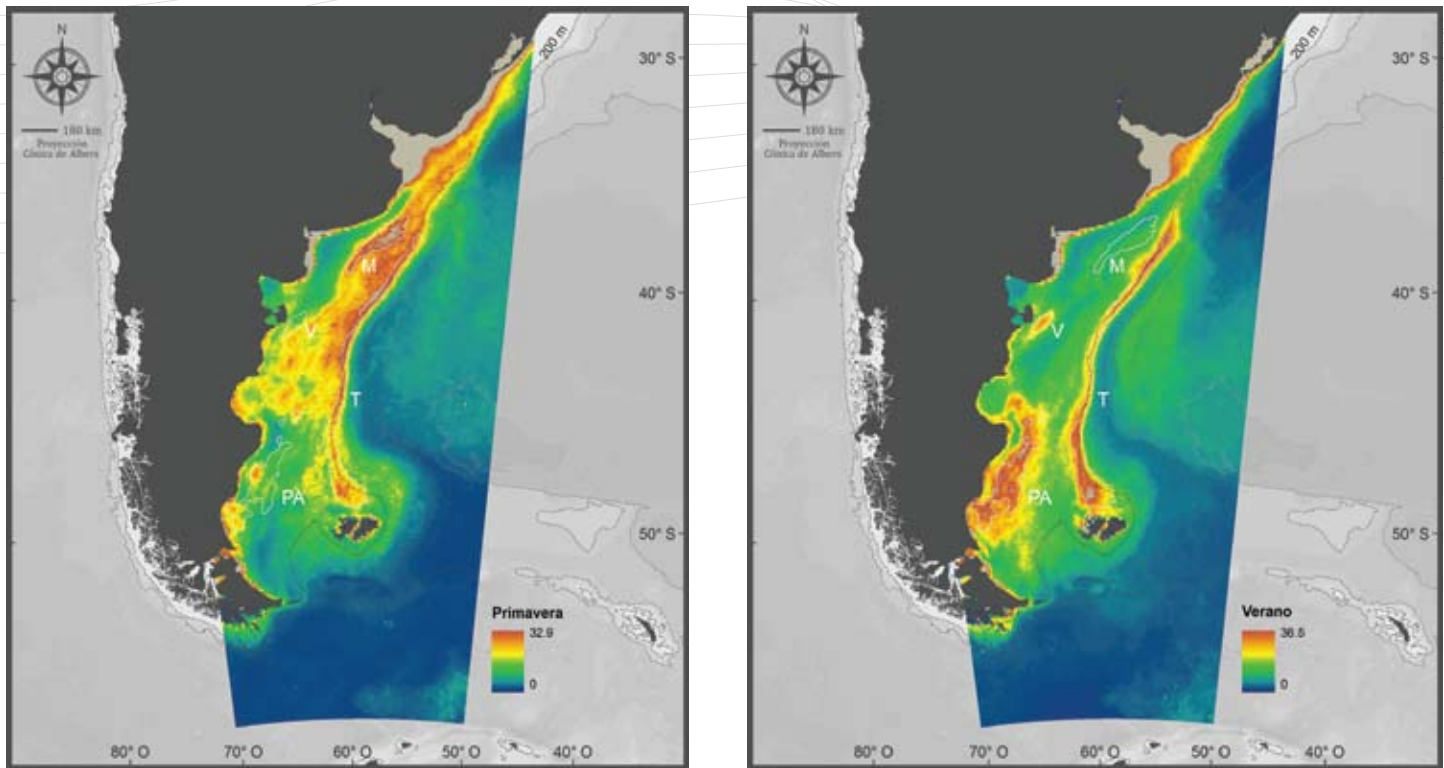 N
180 km
Proyección
Cónica de Albers
200 m
30° S
40° S
50° S
M
V
T
PA
Primavera
32.9
0
80° O
70° O
60° O
50° O
40° O
N
180 km
Proyección
Cónica de Albers
200 m
30° S
40° S
50° S
M
V
T
PA
Verano
36.5
0
80° O
70° O
60° O
50° O
40° O